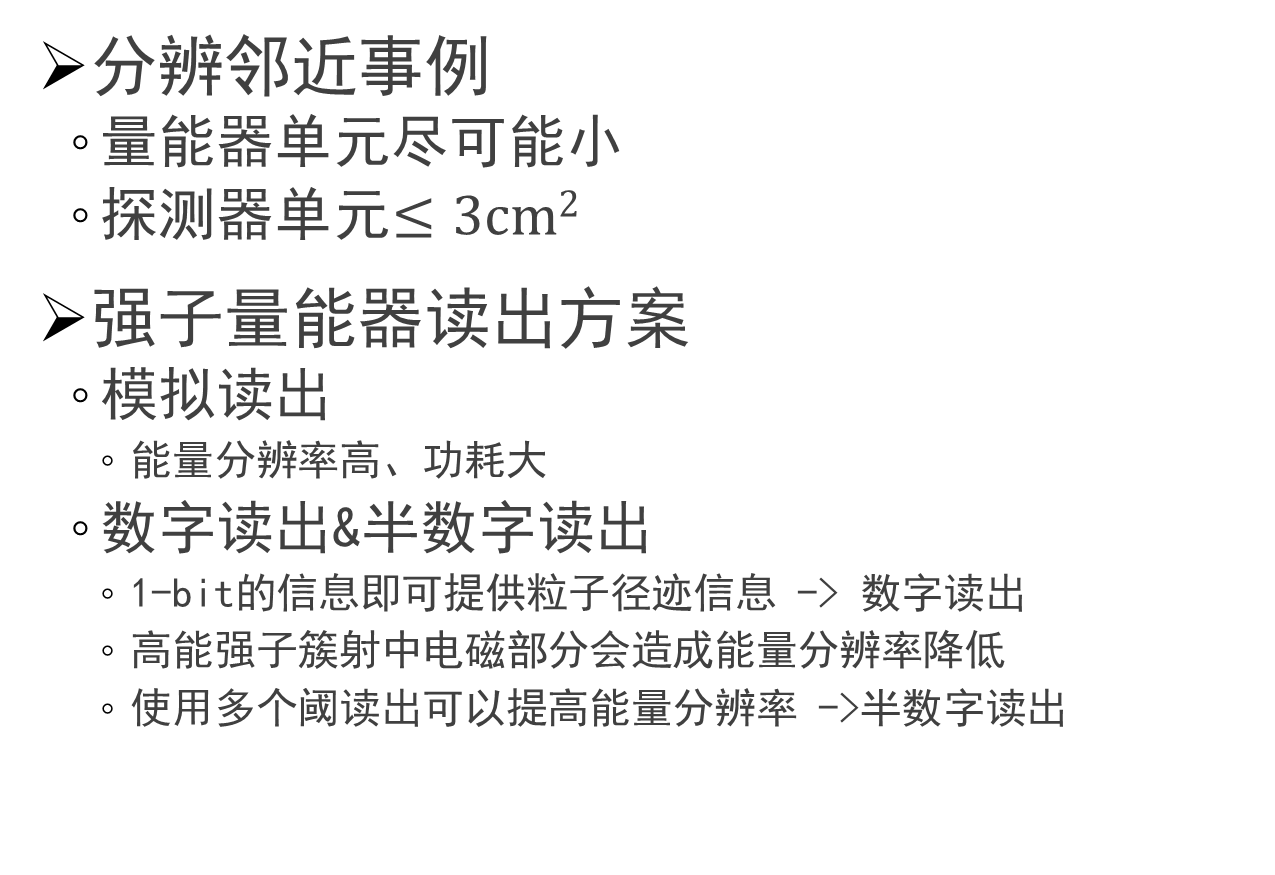 ➢分辨邻近事例
◦量能器单元尽可能小
◦探测器单元≤ 3cm²
➢强子量能器读出方案
◦模拟读出
◦能量分辨率高、功耗大
◦数字读出&半数字读出
◦1-bit的信息即可提供粒子径迹信息 -> 数字读出
◦高能强子簇射中电磁部分会造成能量分辨率降低
◦使用多个阈读出可以提高能量分辨率 ->半数字读出